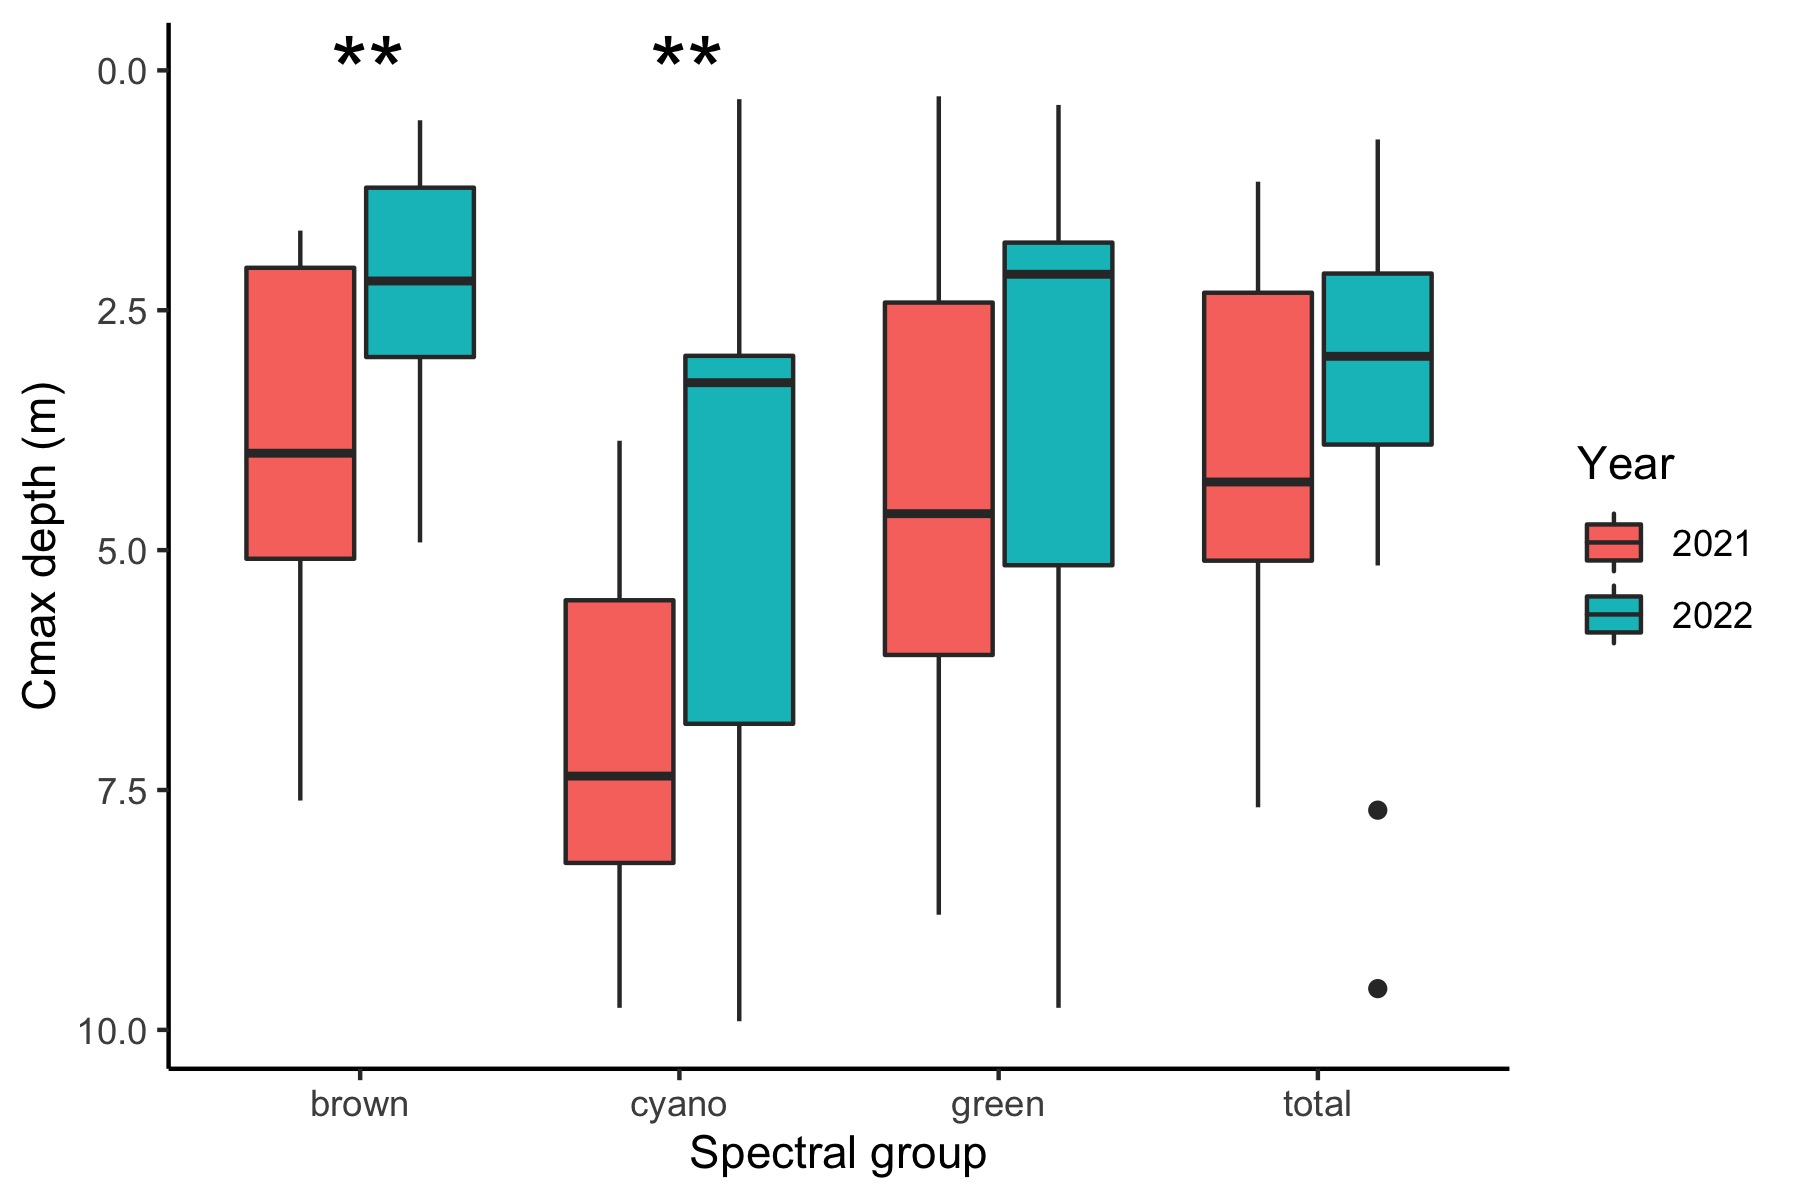 ** **
0.0
2.5
5.0
7.5
10.0
Cmax depth (m)
brown cyano green total
Spectral group
Year
2021
2022